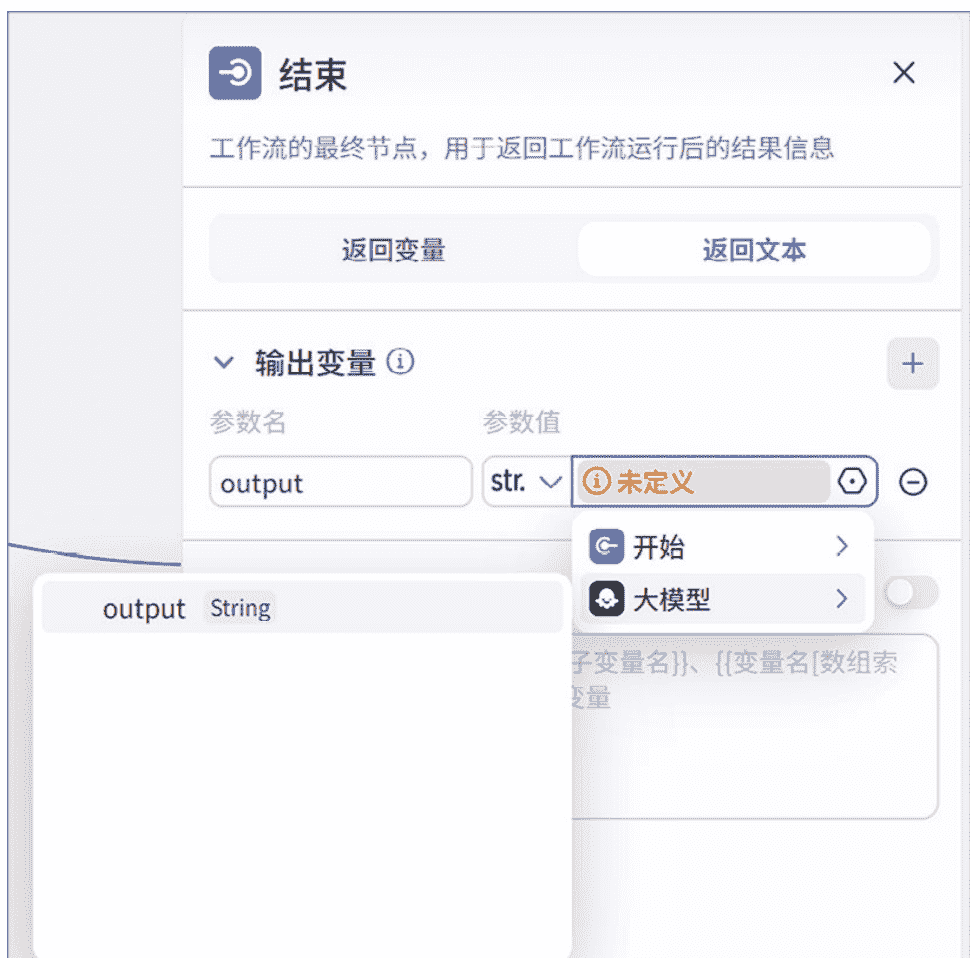 结束
工作流的最终节点，用于返回工作流运行后的结果信息
返回变量 返回文本
输出变量
参数名 参数值
output str. 未定义
开始
大模型
output String
子变量名}}、{{变量名[数组索
变量